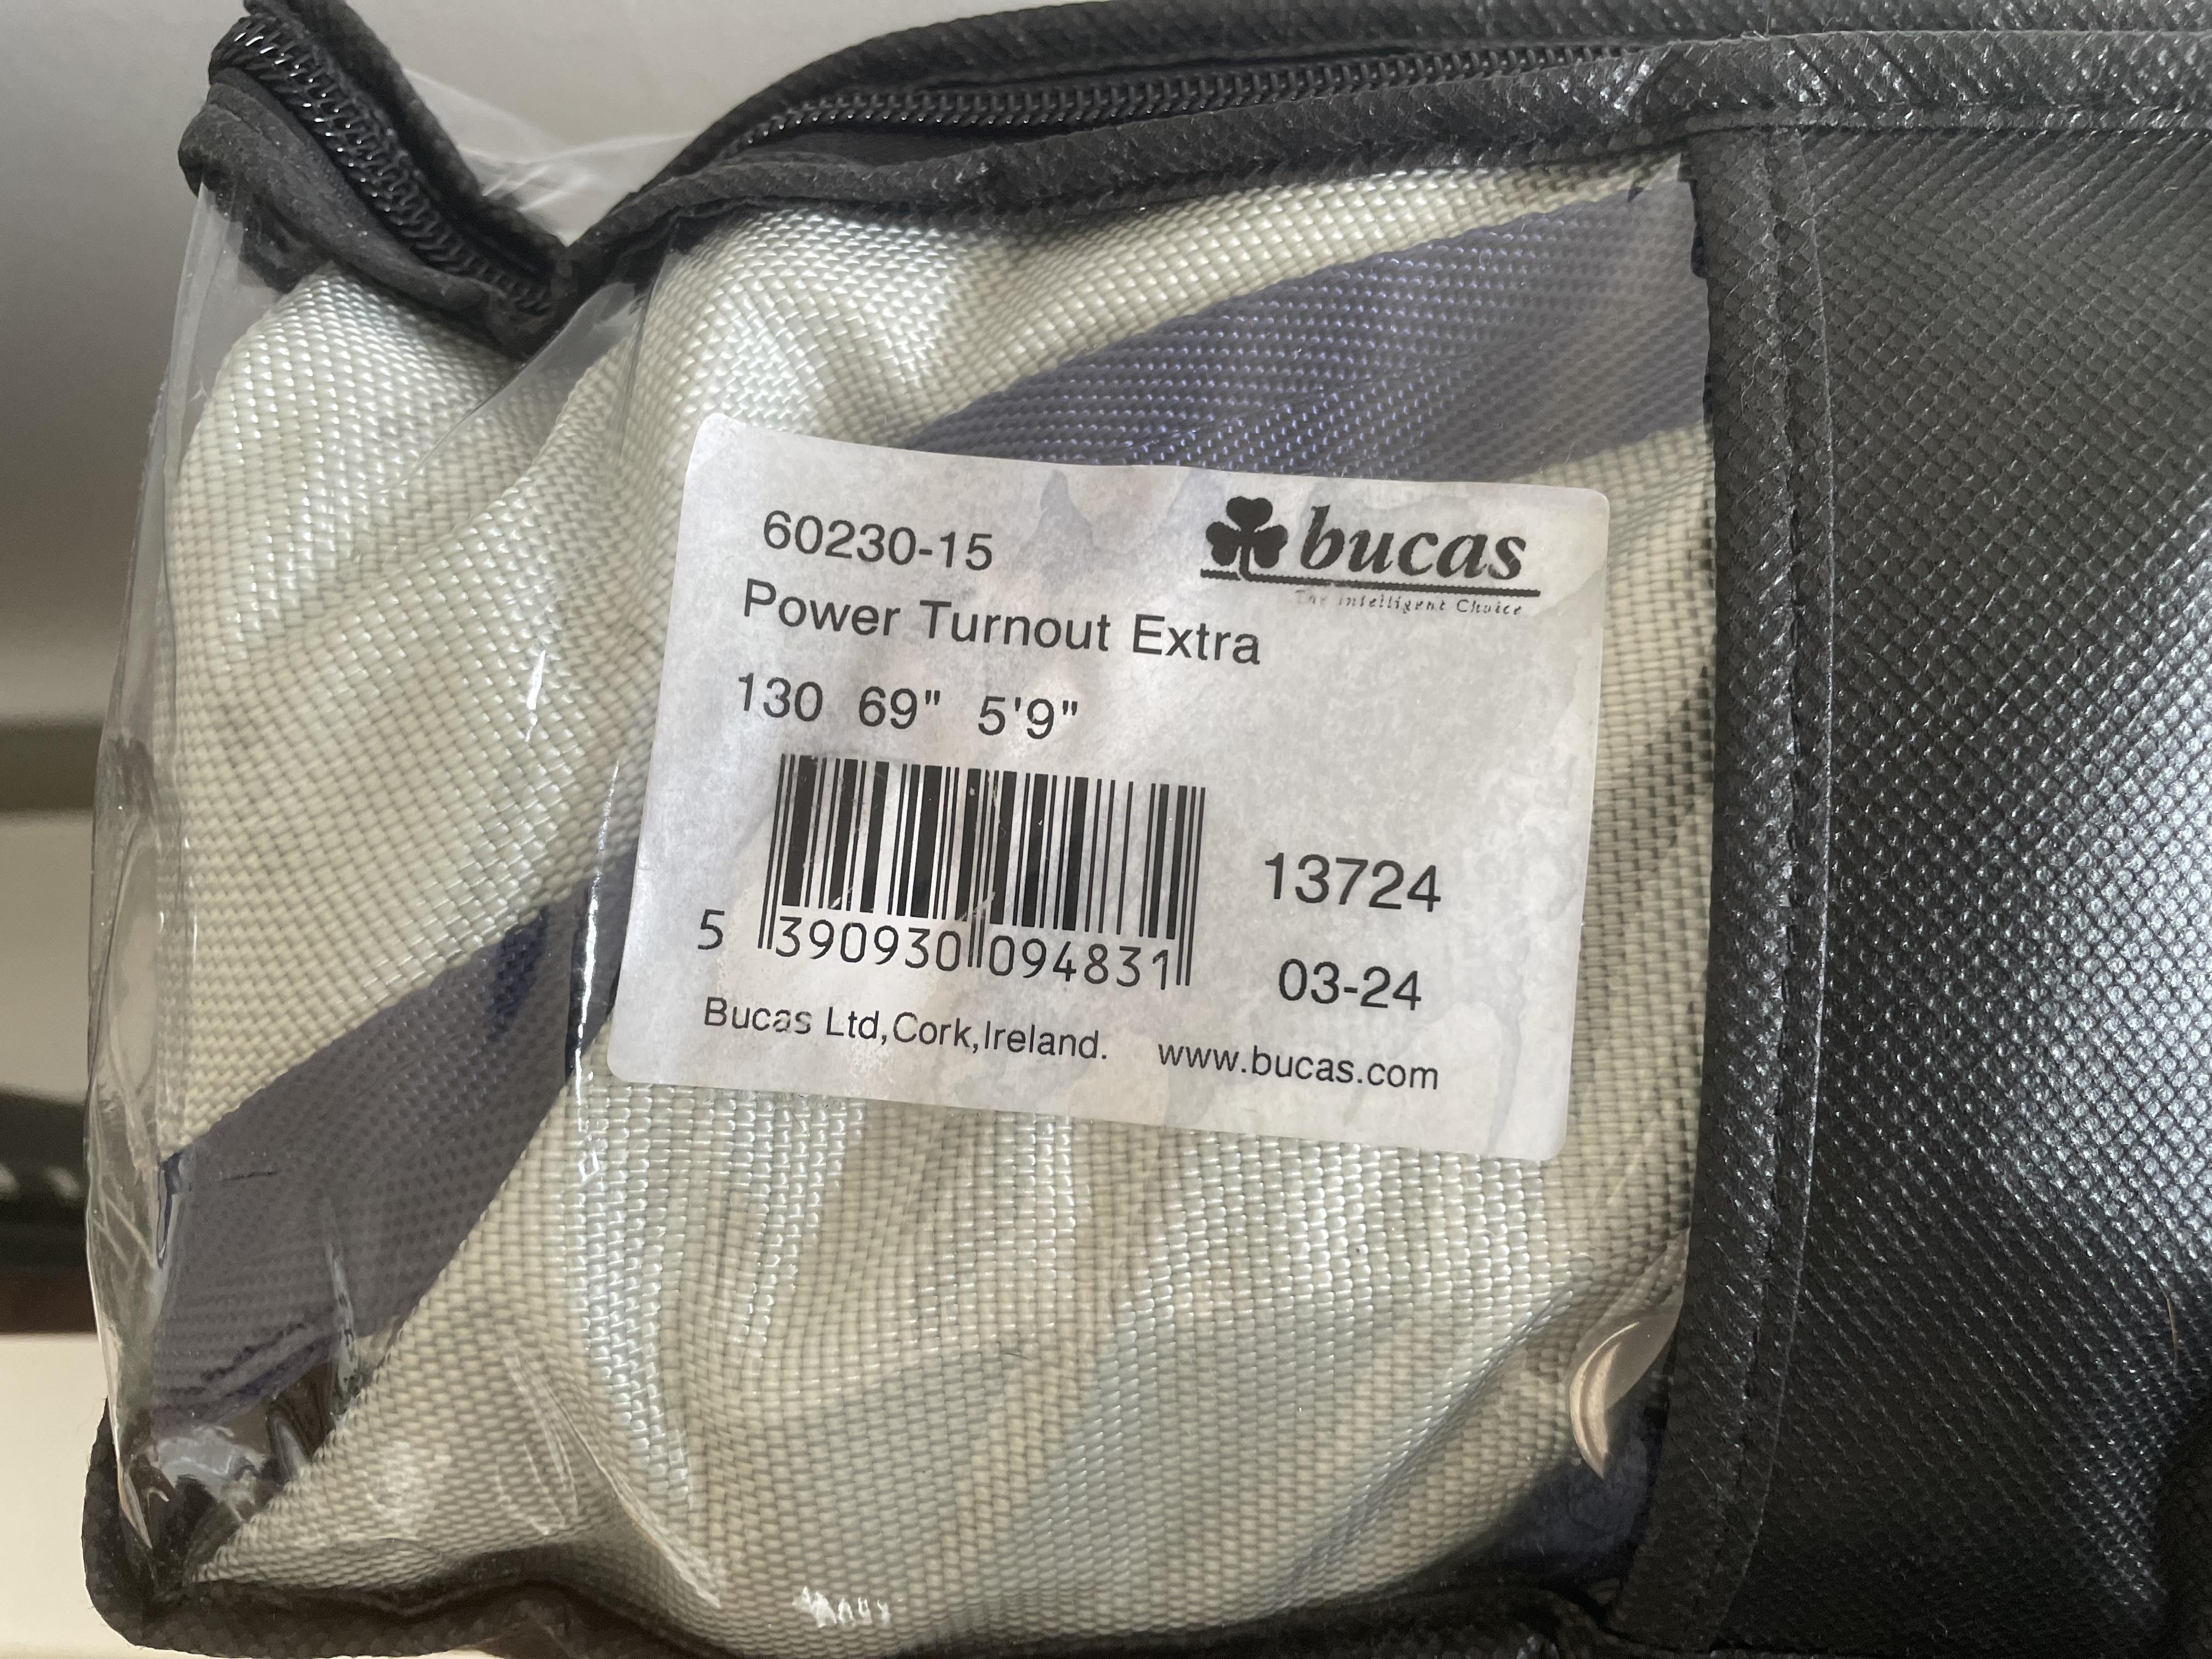 60230-15
bucas
The Intelligent Choice
Power Turnout Extra
130 69" 5'9"
5 390930 094831
13724
03-24
Bucas Ltd,Cork,Ireland. www.bucas.com